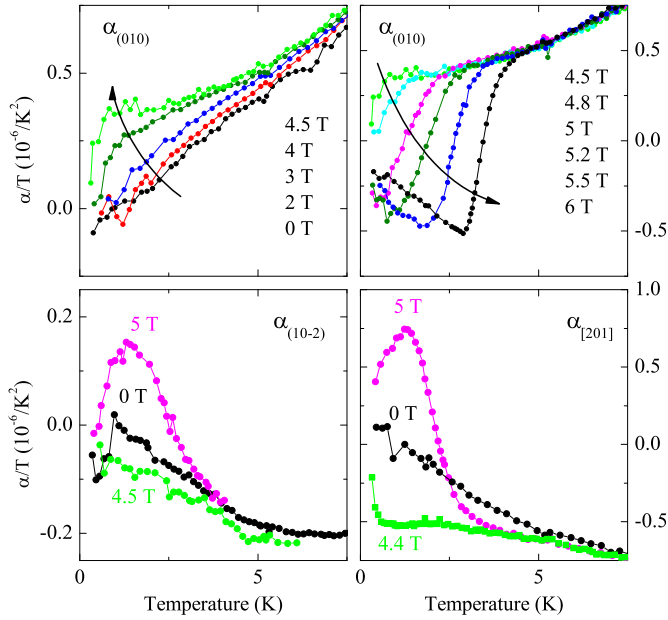 α(010)
α(010)
0.5
0.0
α/T (10⁻⁶/K²)
4.5 T
4 T
3 T
2 T
0 T
4.5 T
4.8 T
5 T
5.2 T
5.5 T
6 T
0.5
0.0
-0.5
0.2
0.0
-0.2
α/T (10⁻⁶/K²)
5 T
α(10-2)
0 T
4.5 T
5 T
α[201]
0 T
4.4 T
1.0
0.5
0.0
-0.5
0
5
0
5
Temperature (K)
Temperature (K)